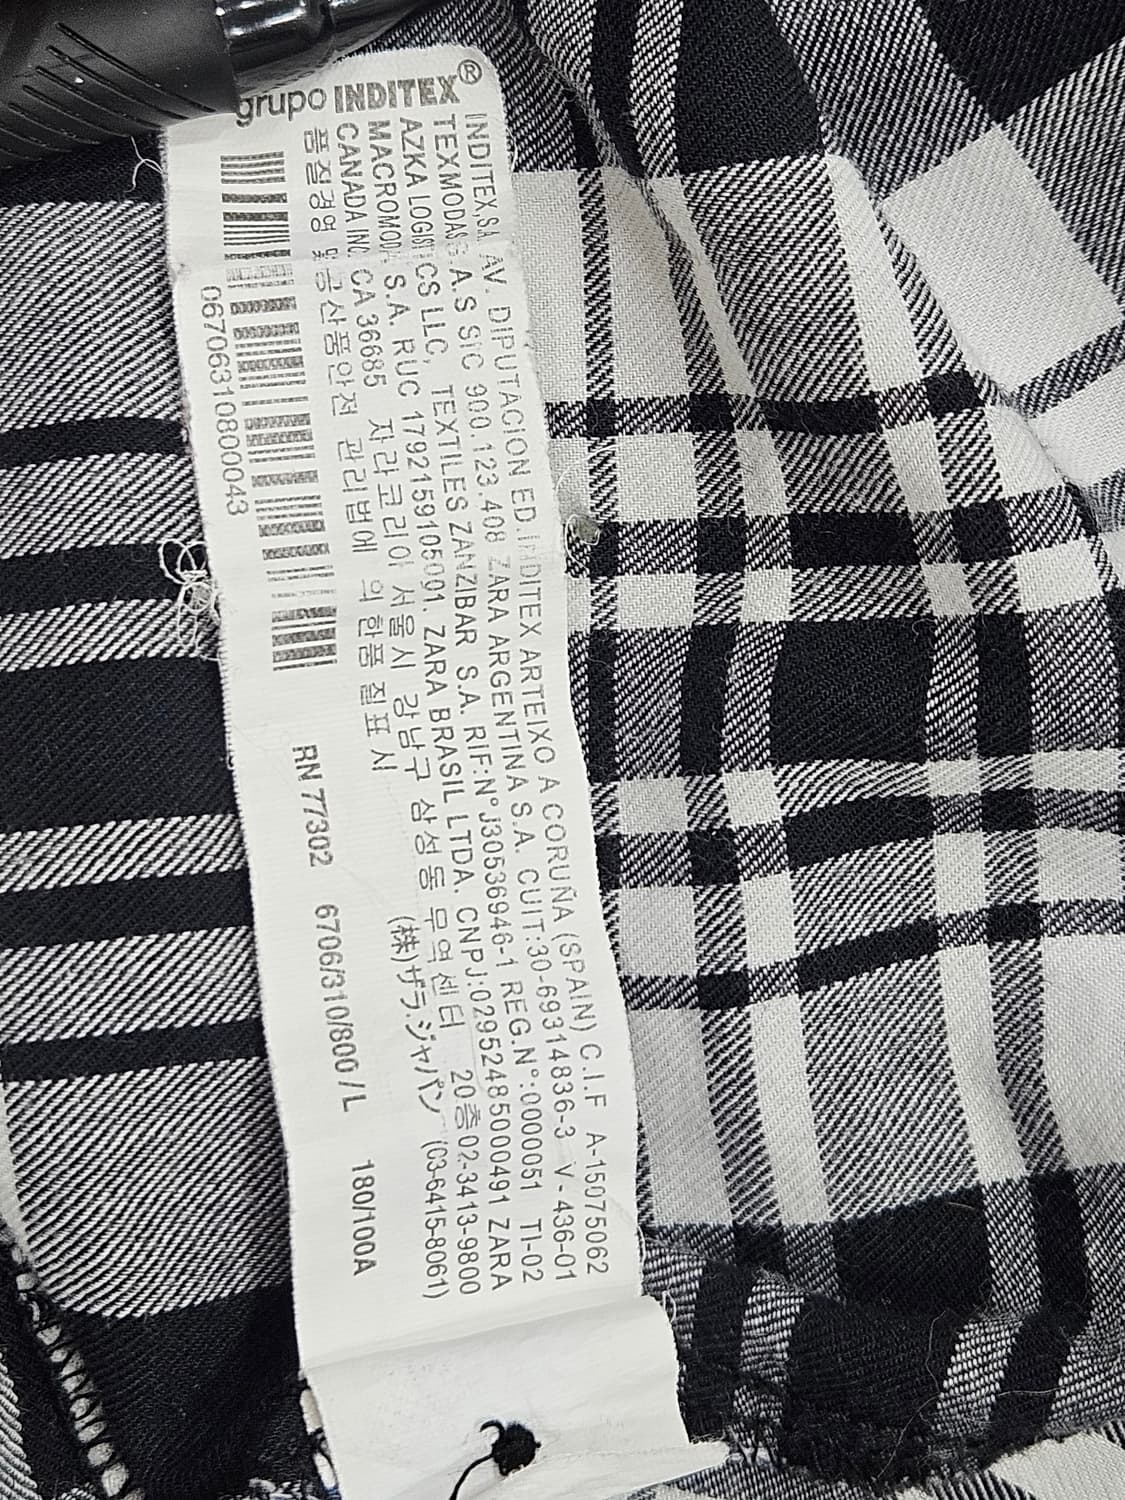 grupo INDITEX®
INDITEX,S.A. AV. DIPUTACION ED. INDITEX ARTEIXO A CORUÑA (SPAIN) C.I.F A-15075062
TEXMODAS S.A.S SIC 900.123.408 ZARA ARGENTINA S.A. CUIT:30-69314836-3 V-436-01
AZKA LOGISTICS LLC, TEXTILES ZANZIBAR S.A. RIF:N°J30536946-1 REG.N°:0000051 TI-02
MACROMODA S.A. RUC 1792159105001. ZARA BRASIL LTDA. CNPJ:02952485000491 ZARA
CANADA INC CA 36685 자라코리아 서울시 강남구 삼성동 무역센터 20층02-3413-9800
품질경영 및공산품안전 관리법에 의한품질표시 (株)ザラ.ジャパン (03-6415-8061)
06706310800043
RN 77302 6706/310/800/L 180/100A